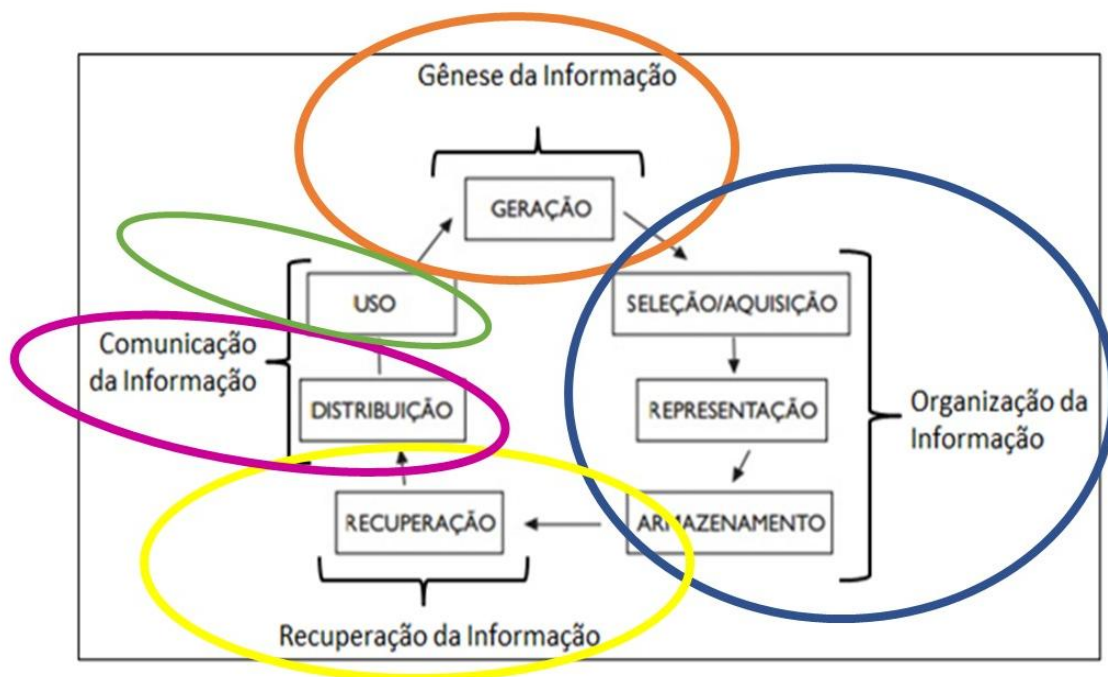 Gênese da Informação
GERAÇÃO
USO
SELEÇÃO/AQUISIÇÃO
Comunicação
da Informação
DISTRIBUIÇÃO
REPRESENTAÇÃO
Organização da
Informação
RECUPERAÇÃO
ARMAZENAMENTO
Recuperação da Informação